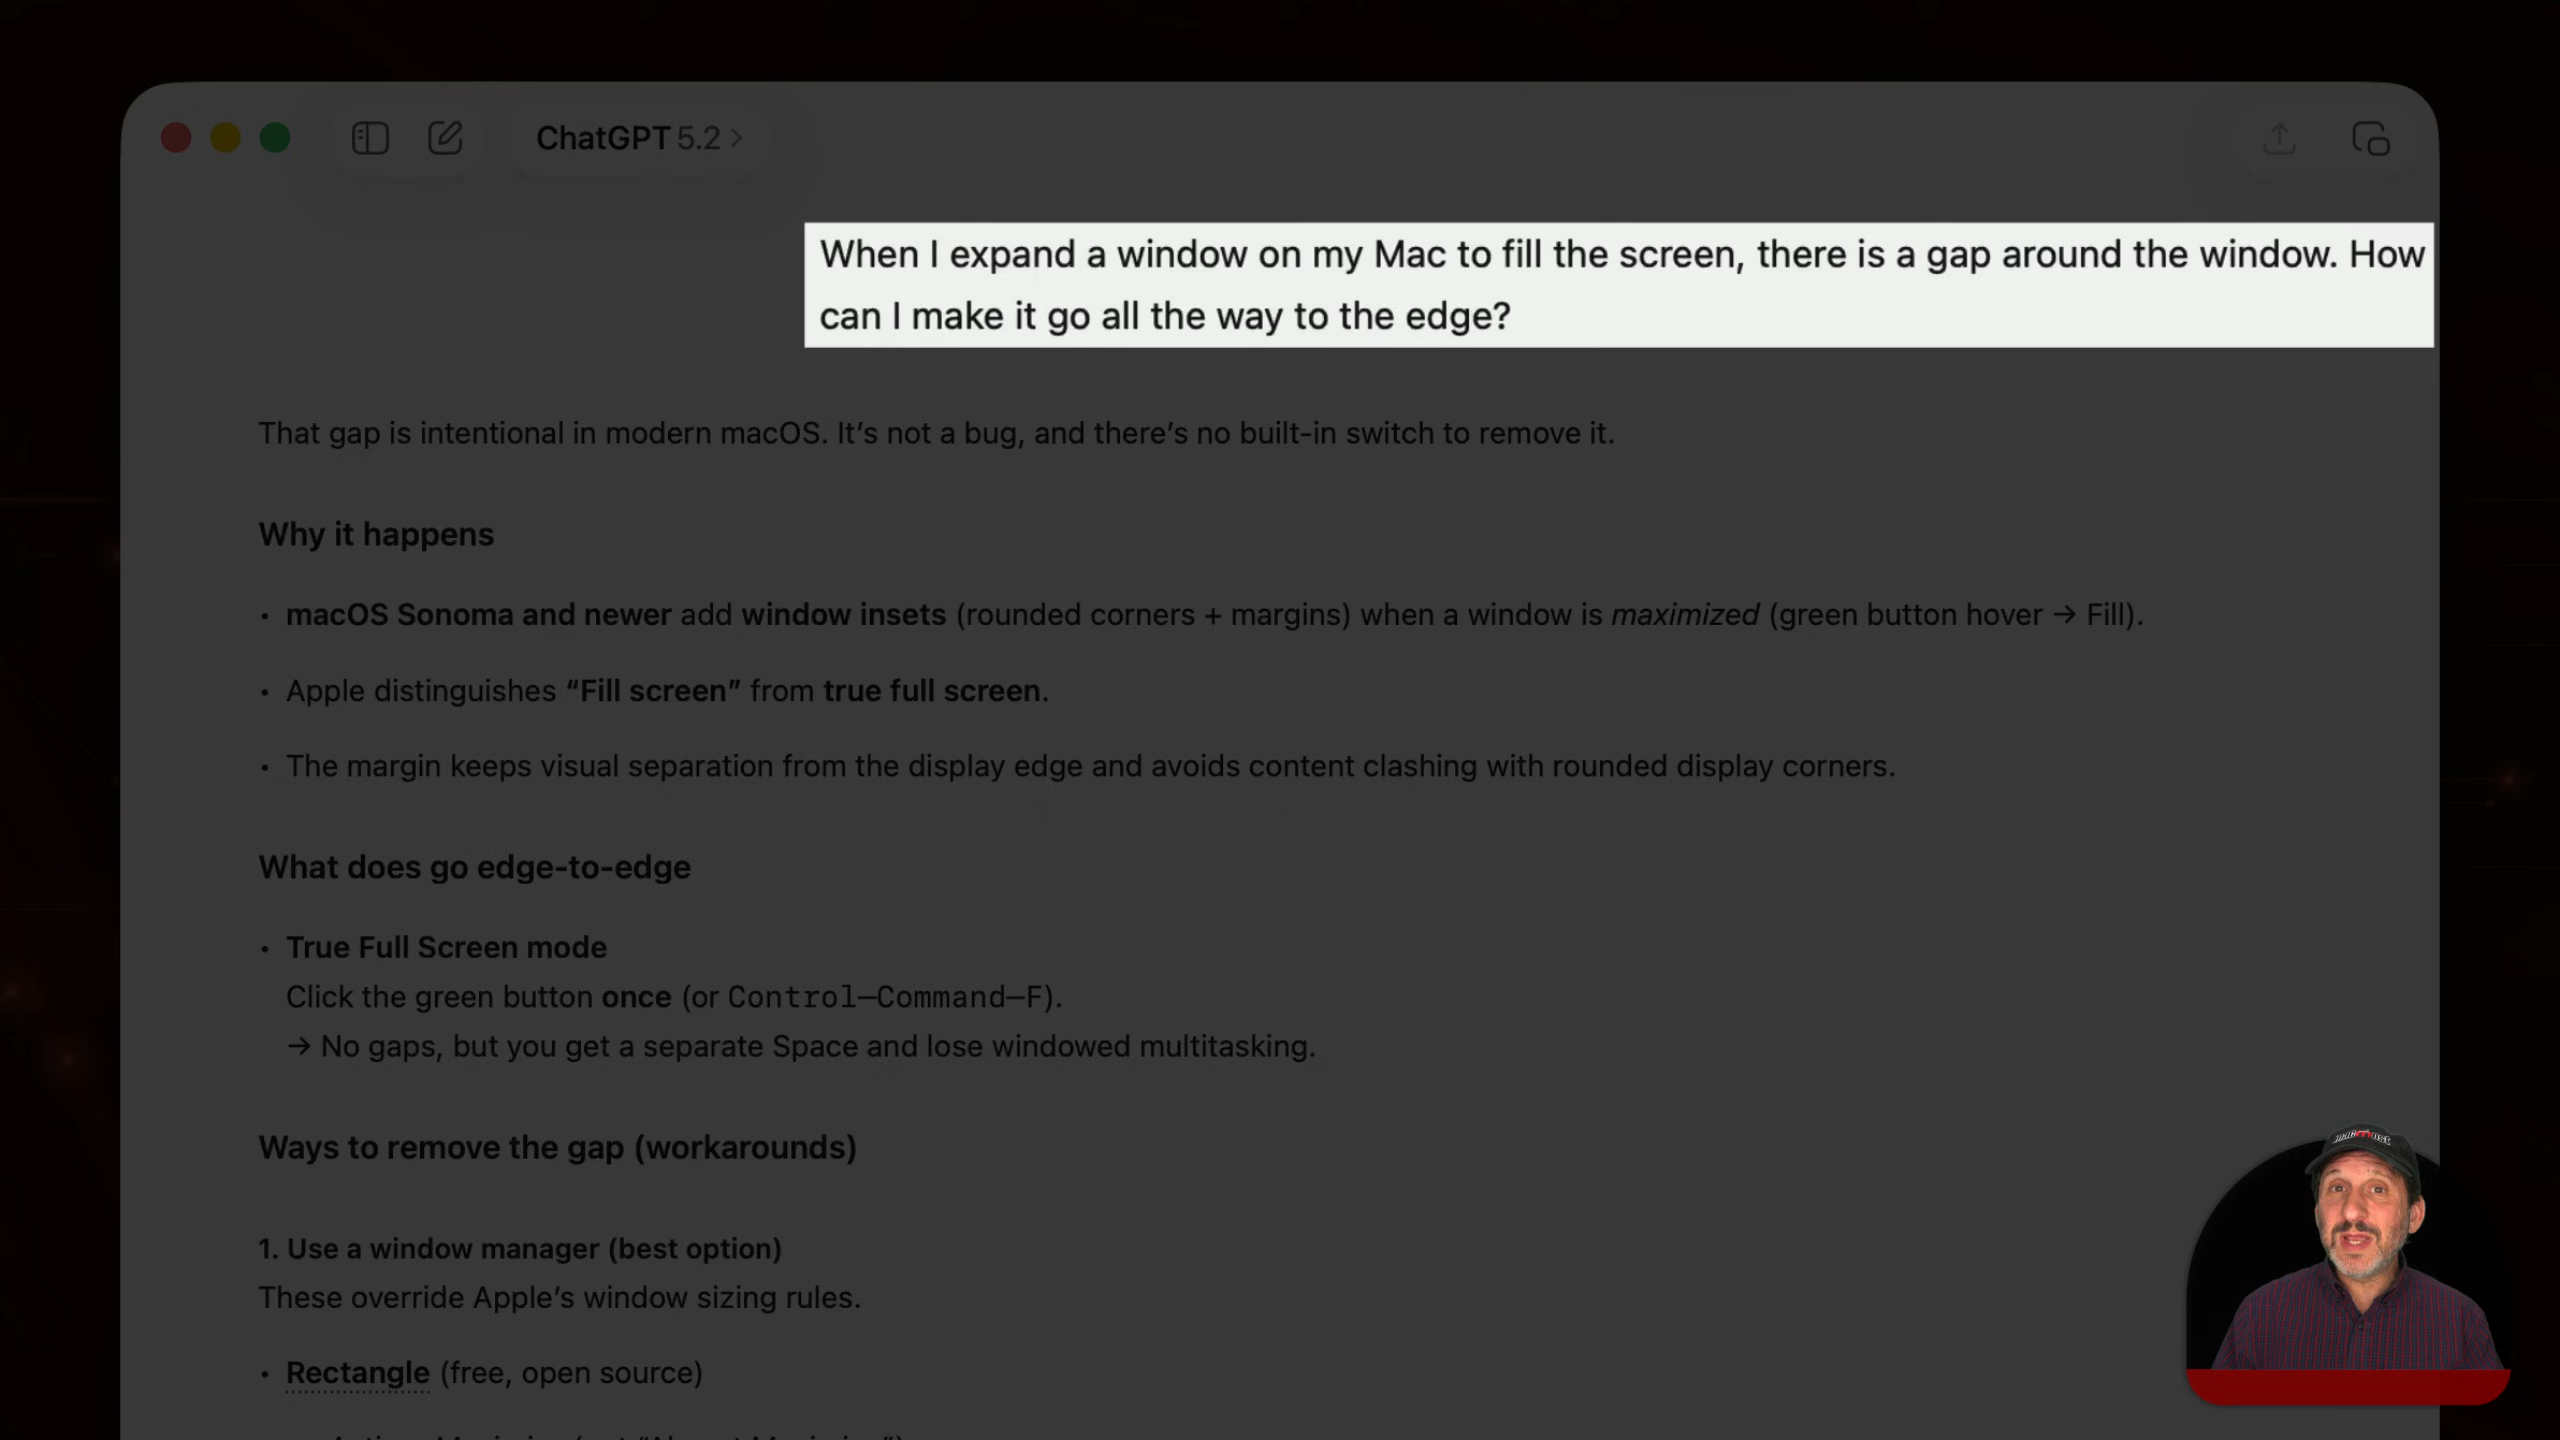 ChatGPT 5.2 >
When I expand a window on my Mac to fill the screen, there is a gap around the window. How
can I make it go all the way to the edge?
That gap is intentional in modern macOS. It’s not a bug, and there’s no built-in switch to remove it.
Why it happens
• macOS Sonoma and newer add window insets (rounded corners + margins) when a window is maximized (green button hover → Fill).
• Apple distinguishes “Fill screen” from true full screen.
• The margin keeps visual separation from the display edge and avoids content clashing with rounded display corners.
What does go edge-to-edge
• True Full Screen mode
Click the green button once (or Control–Command–F).
→ No gaps, but you get a separate Space and lose windowed multitasking.
Ways to remove the gap (workarounds)
1. Use a window manager (best option)
These override Apple’s window sizing rules.
• Rectangle (free, open source)
macmost